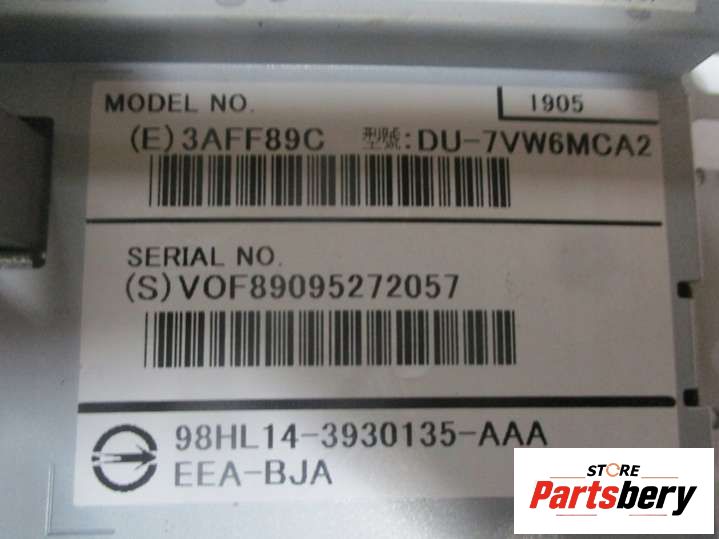 MODEL NO. 1905
(E)3AFF89C 型號:DU-7VW6MCA2
SERIAL NO.
(S)VOF89095272057
98HL14-3930135-AAA
EEA-BJA
STORE
Partsbery